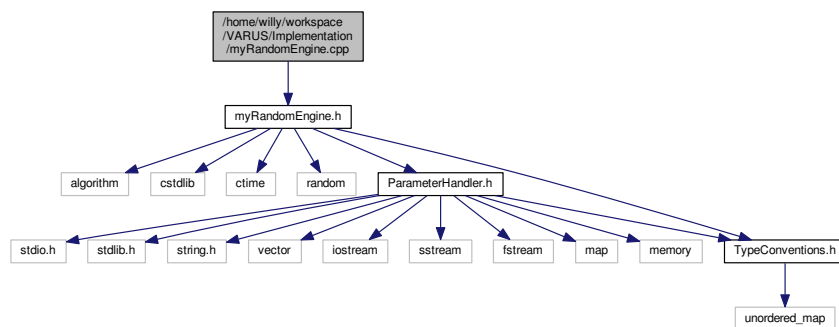 /home/willy/workspace
/VARUS/Implementation
/myRandomEngine.cpp
myRandomEngine.h
algorithm
cstdlib
ctime
random
ParameterHandler.h
stdio.h
stdlib.h
string.h
vector
iostream
sstream
fstream
map
memory
TypeConventions.h
unordered_map